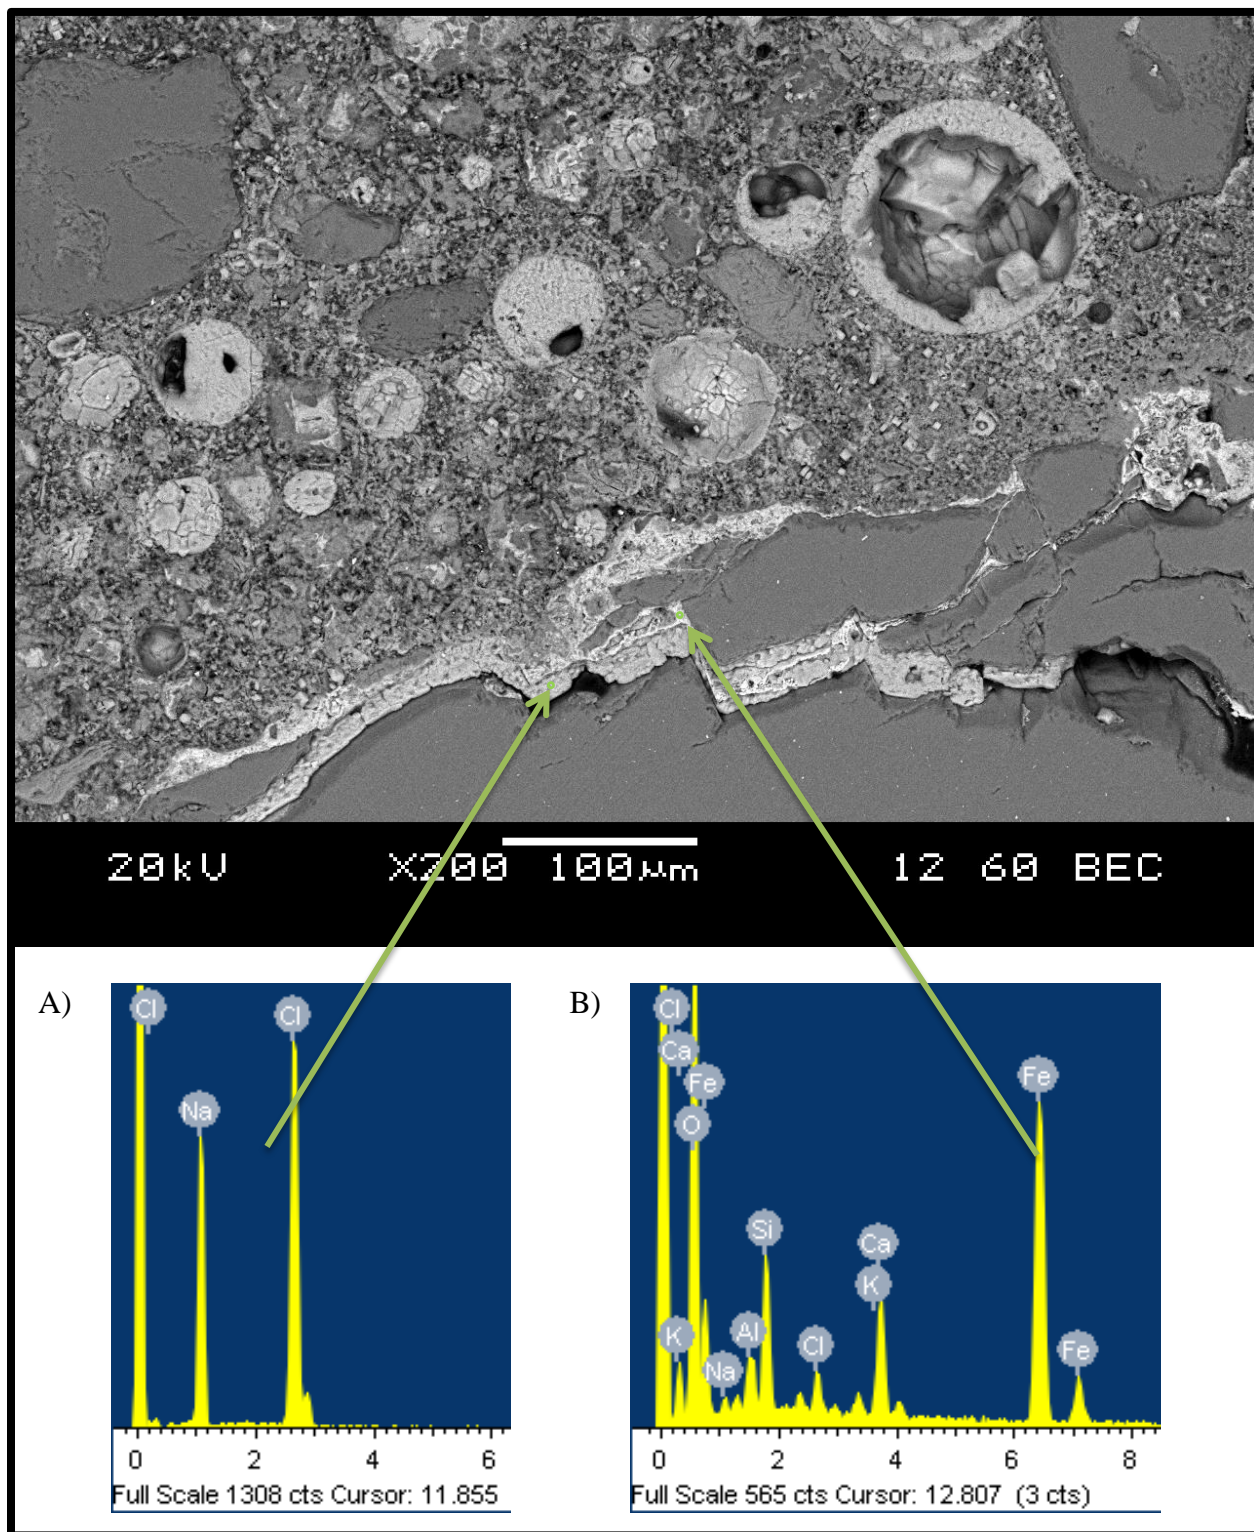 20kV X200 100µm 12 60 BEC
A)
Cl
Cl
Na
0 2 4 6
Full Scale 1308 cts Cursor: 11.855
B)
Cl
Ca
Fe
Fe
O
Si
Ca
K
K
Al
Cl
Fe
Na
0 2 4 6 8
Full Scale 565 cts Cursor: 12.807 (3 cts)